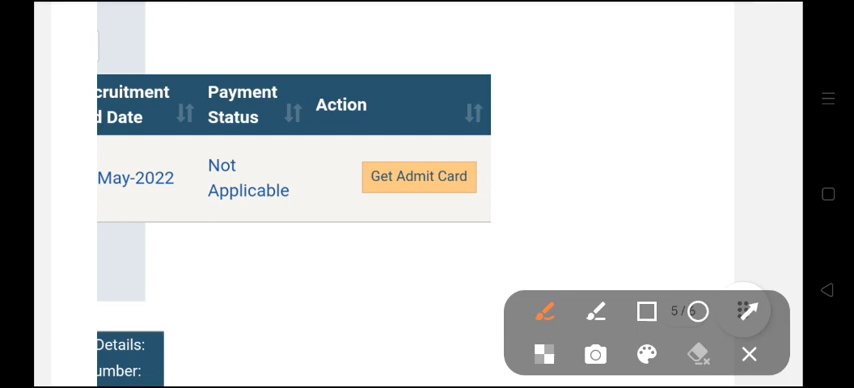 cruitment
d Date
Payment
Status
Action
May-2022
Not
Applicable
Get Admit Card
5 / 6
Details:
umber: